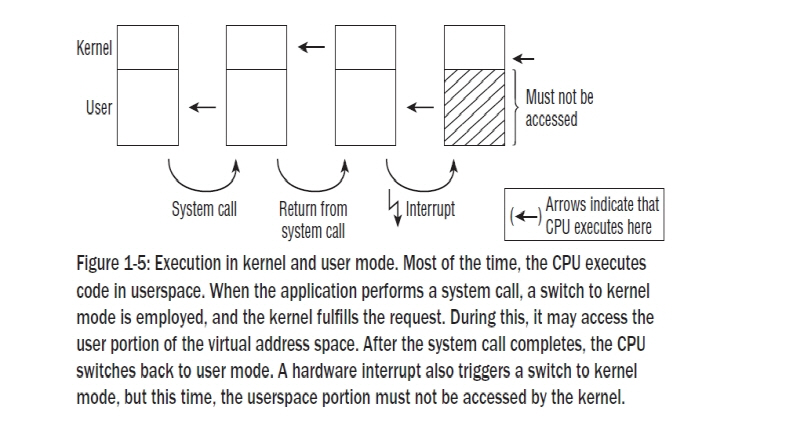 Kernel
User
Must not be
accessed
System call
Return from
system call
Interrupt
(←) Arrows indicate that
CPU executes here
Figure 1-5: Execution in kernel and user mode. Most of the time, the CPU executes
code in userspace. When the application performs a system call, a switch to kernel
mode is employed, and the kernel fulfills the request. During this, it may access the
user portion of the virtual address space. After the system call completes, the CPU
switches back to user mode. A hardware interrupt also triggers a switch to kernel
mode, but this time, the userspace portion must not be accessed by the kernel.